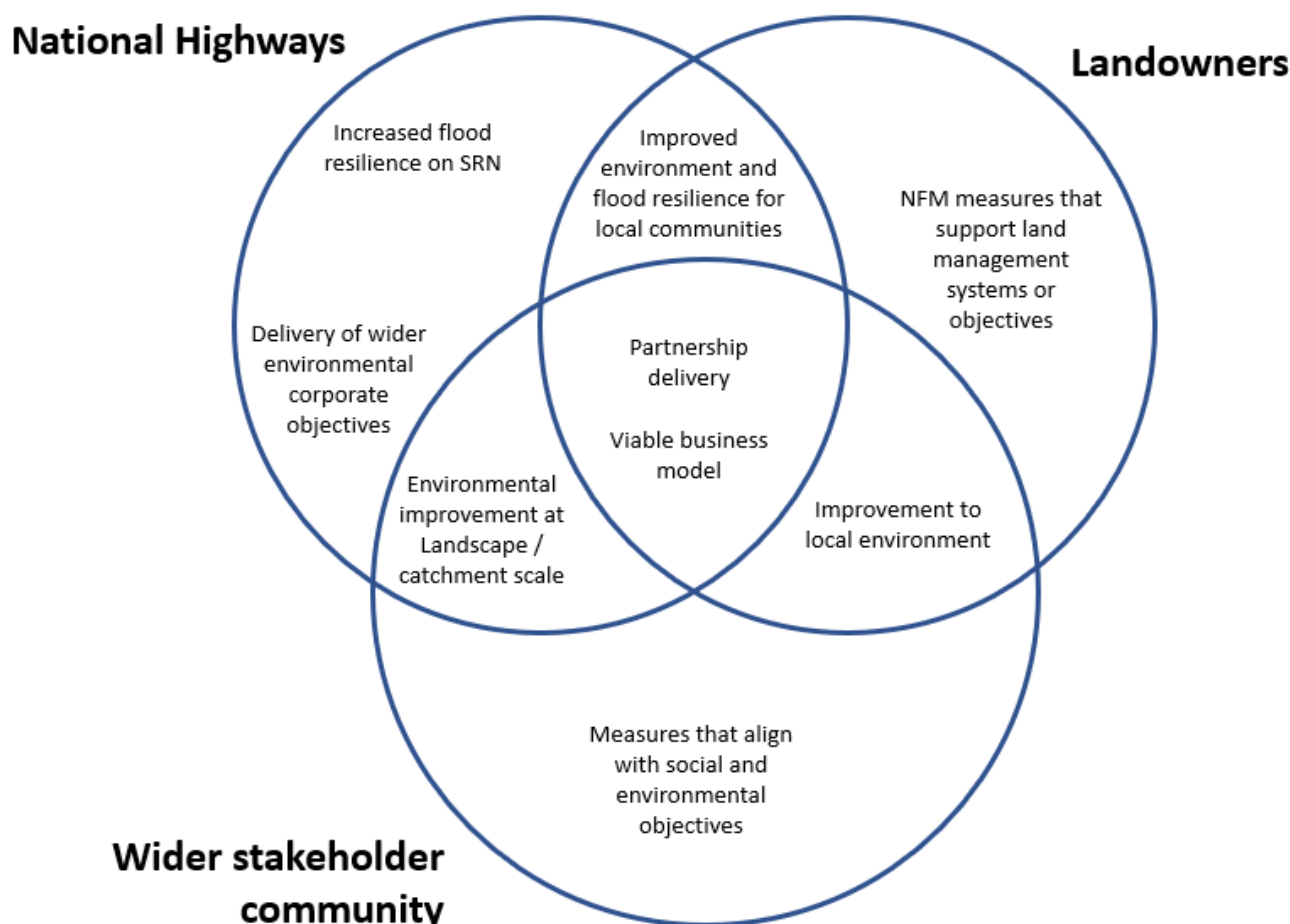 National Highways
Landowners
Increased flood
resilience on SRN
Improved
environment and
flood resilience for
local communities
NFM measures that
support land
management
systems or
objectives
Delivery of wider
environmental
corporate
objectives
Partnership
delivery
Viable business
model
Environmental
improvement at
Landscape /
catchment scale
Improvement to
local environment
Measures that align
with social and
environmental
objectives
Wider stakeholder
community